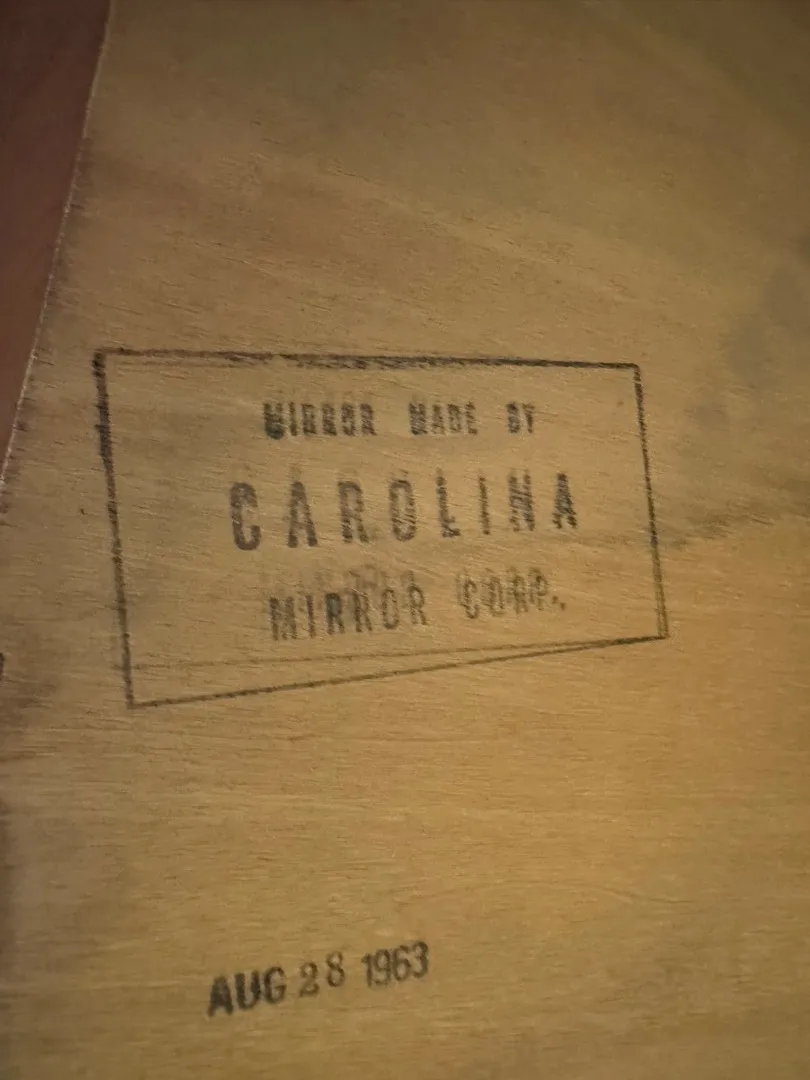 MIRROR MADE BY
CAROLINA
MIRROR CORP.
AUG 28 1963